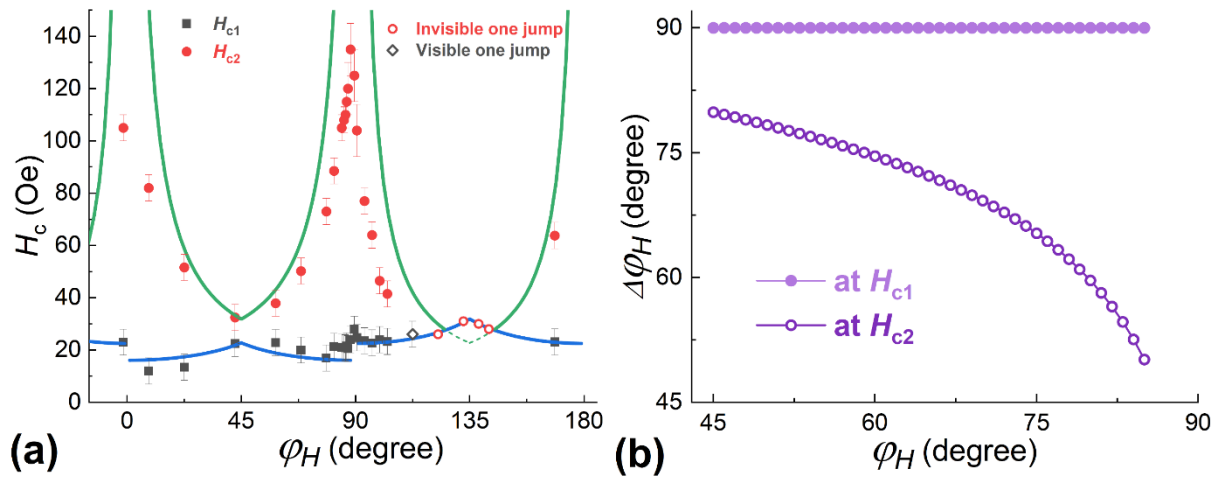 H_c1
H_c2
Invisible one jump
Visible one jump
140
120
100
80
60
40
20
0
H_c (Oe)
0
45
90
135
180
φ_H (degree)
(a)
90
75
60
45
Δφ_H (degree)
at H_c1
at H_c2
45
60
75
90
φ_H (degree)
(b)